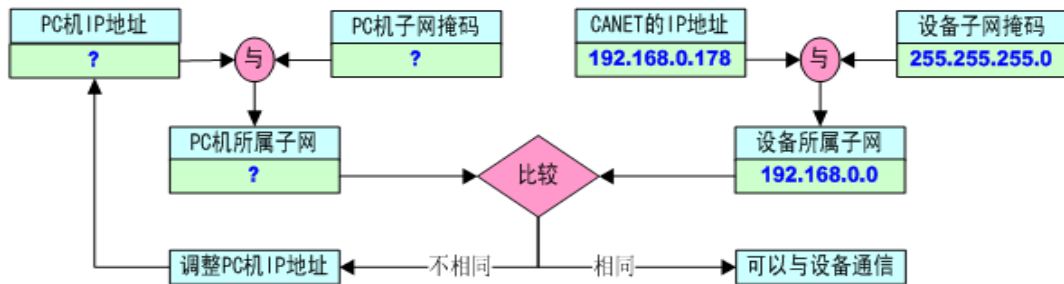 PC机IP地址
?
与
PC机子网掩码
?
CANET的IP地址
192.168.0.178
与
设备子网掩码
255.255.255.0
PC机所属子网
?
比较
设备所属子网
192.168.0.0
调整PC机IP地址
不相同
相同
可以与设备通信